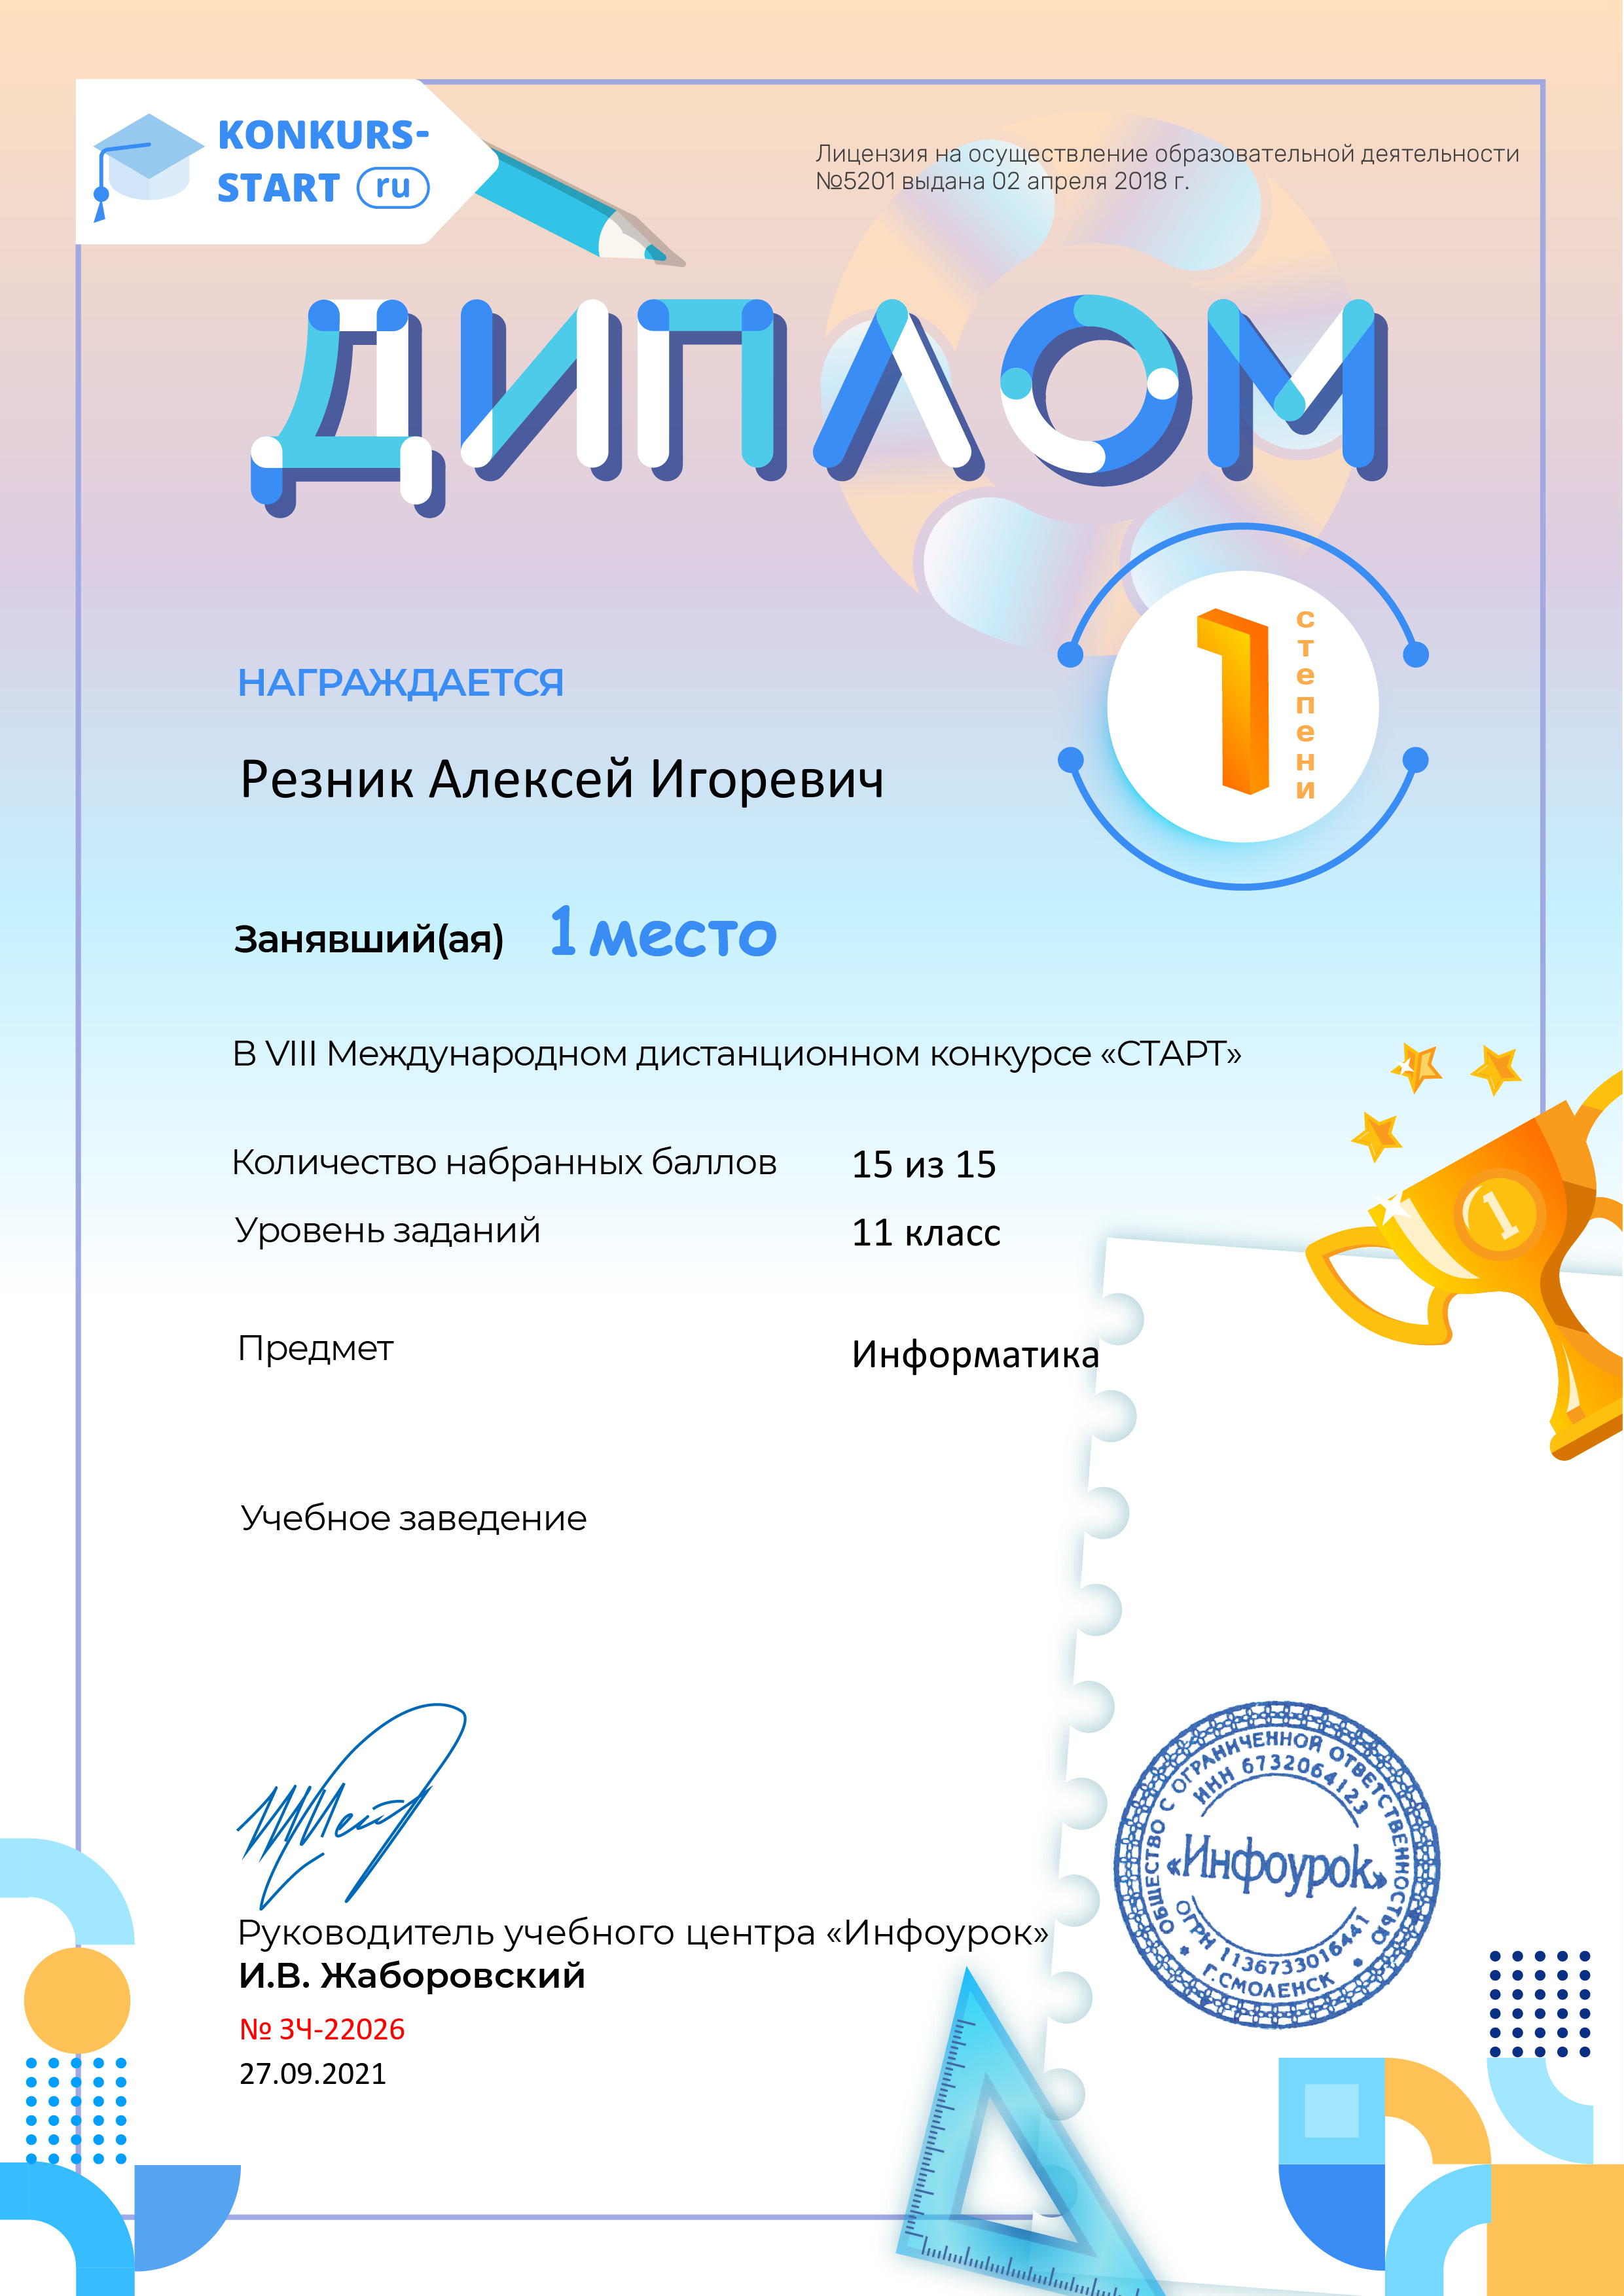 KONKURS-
START ru
Лицензия на осуществление образовательной деятельности
№5201 выдана 02 апреля 2018 г.
ДИПЛОМ
1 степени
НАГРАЖДАЕТСЯ
Резник Алексей Игоревич
Занявший(ая) 1 место
В VIII Международном дистанционном конкурсе «СТАРТ»
Количество набранных баллов 15 из 15
Уровень заданий 11 класс
1
Предмет Информатика
Учебное заведение
ОБЩЕСТВО С ОГРАНИЧЕННОЙ ОТВЕТСТВЕННОСТЬЮ
ИНН 6732064123
«Инфоурок»
ОГРН 1136733016441
Г.СМОЛЕНСК
Руководитель учебного центра «Инфоурок»
И.В. Жаборовский
№ ЗЧ-22026
27.09.2021